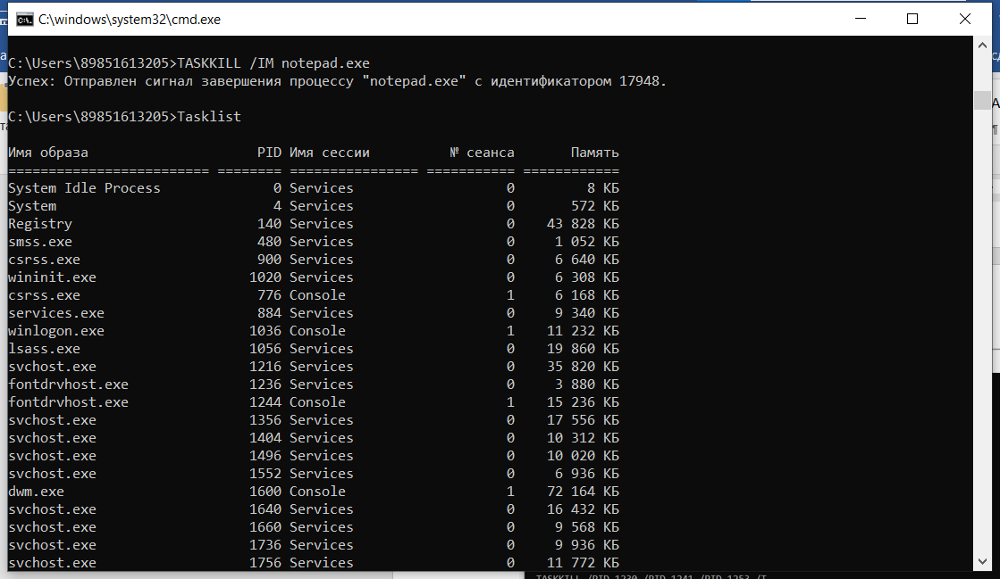 C:\windows\system32\cmd.exe
C:\Users\89851613205>TASKKILL /IM notepad.exe
Успех: Отправлен сигнал завершения процессу "notepad.exe" с идентификатором 17948.
C:\Users\89851613205>Tasklist
Имя образа                     PID Имя сессии          № сеанса       Память
========================= ======== ================ =========== ============
System Idle Process              0 Services                   0         8 КБ
System                           4 Services                   0       572 КБ
Registry                       140 Services                   0    43 828 КБ
smss.exe                       480 Services                   0     1 052 КБ
csrss.exe                      900 Services                   0     6 640 КБ
wininit.exe                   1020 Services                   0     6 308 КБ
csrss.exe                      776 Console                    1     6 168 КБ
services.exe                   884 Services                   0     9 340 КБ
winlogon.exe                  1036 Console                    1    11 232 КБ
lsass.exe                     1056 Services                   0    19 860 КБ
svchost.exe                   1216 Services                   0    35 820 КБ
fontdrvhost.exe               1236 Services                   0     3 880 КБ
fontdrvhost.exe               1244 Console                    1    15 236 КБ
svchost.exe                   1356 Services                   0    17 556 КБ
svchost.exe                   1404 Services                   0    10 312 КБ
svchost.exe                   1496 Services                   0    10 020 КБ
svchost.exe                   1552 Services                   0     6 936 КБ
dwm.exe                       1600 Console                    1    72 164 КБ
svchost.exe                   1640 Services                   0    16 432 КБ
svchost.exe                   1660 Services                   0     9 568 КБ
svchost.exe                   1736 Services                   0     9 936 КБ
svchost.exe                   1756 Services                   0    11 772 КБ
TASKKILL /PID 1230 /PID 1241 /PID 1253 /T